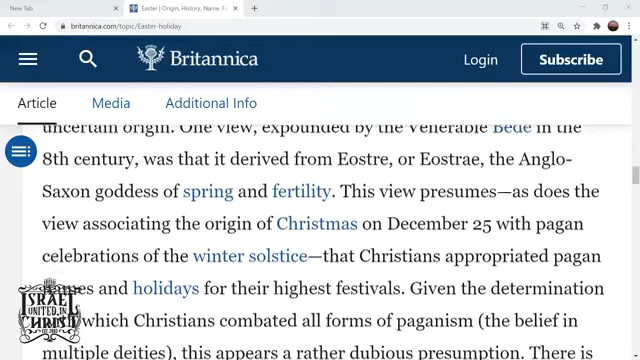 New Tab
Easter | Origin, History, Name, Fa
britannica.com/topic/Easter-holiday
Britannica
Login
Subscribe
Article
Media
Additional Info
uncertain origin. One view, expounded by the Venerable Bede in the
8th century, was that it derived from Eostre, or Eostrae, the Anglo-
Saxon goddess of spring and fertility. This view presumes—as does the
view associating the origin of Christmas on December 25 with pagan
celebrations of the winter solstice—that Christians appropriated pagan
and holidays for their highest festivals. Given the determination
which Christians combated all forms of paganism (the belief in
multiple deities), this appears a rather dubious presumption. There is
ISRAEL
UNITED IN
CHRIST